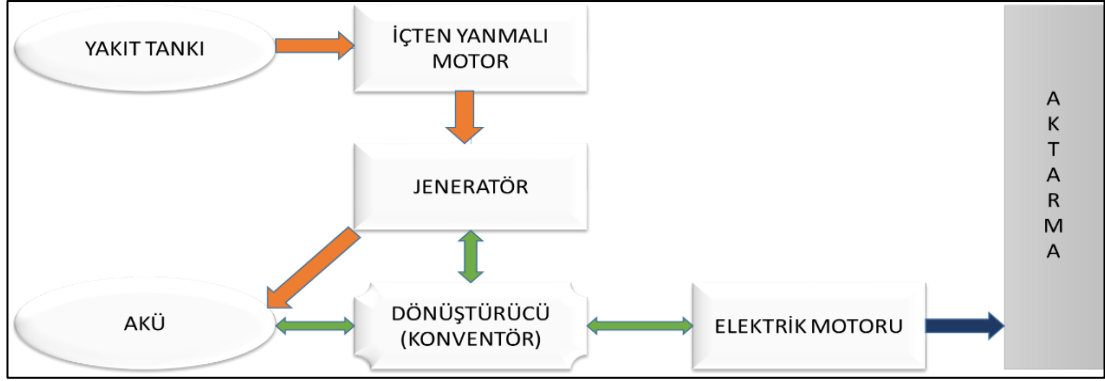 YAKIT TANKI
İÇTEN YANMALI
MOTOR
JENERATÖR
AKÜ
DÖNÜŞTÜRÜCÜ
(KONVENTÖR)
ELEKTRİK MOTORU
A
K
T
A
R
M
A